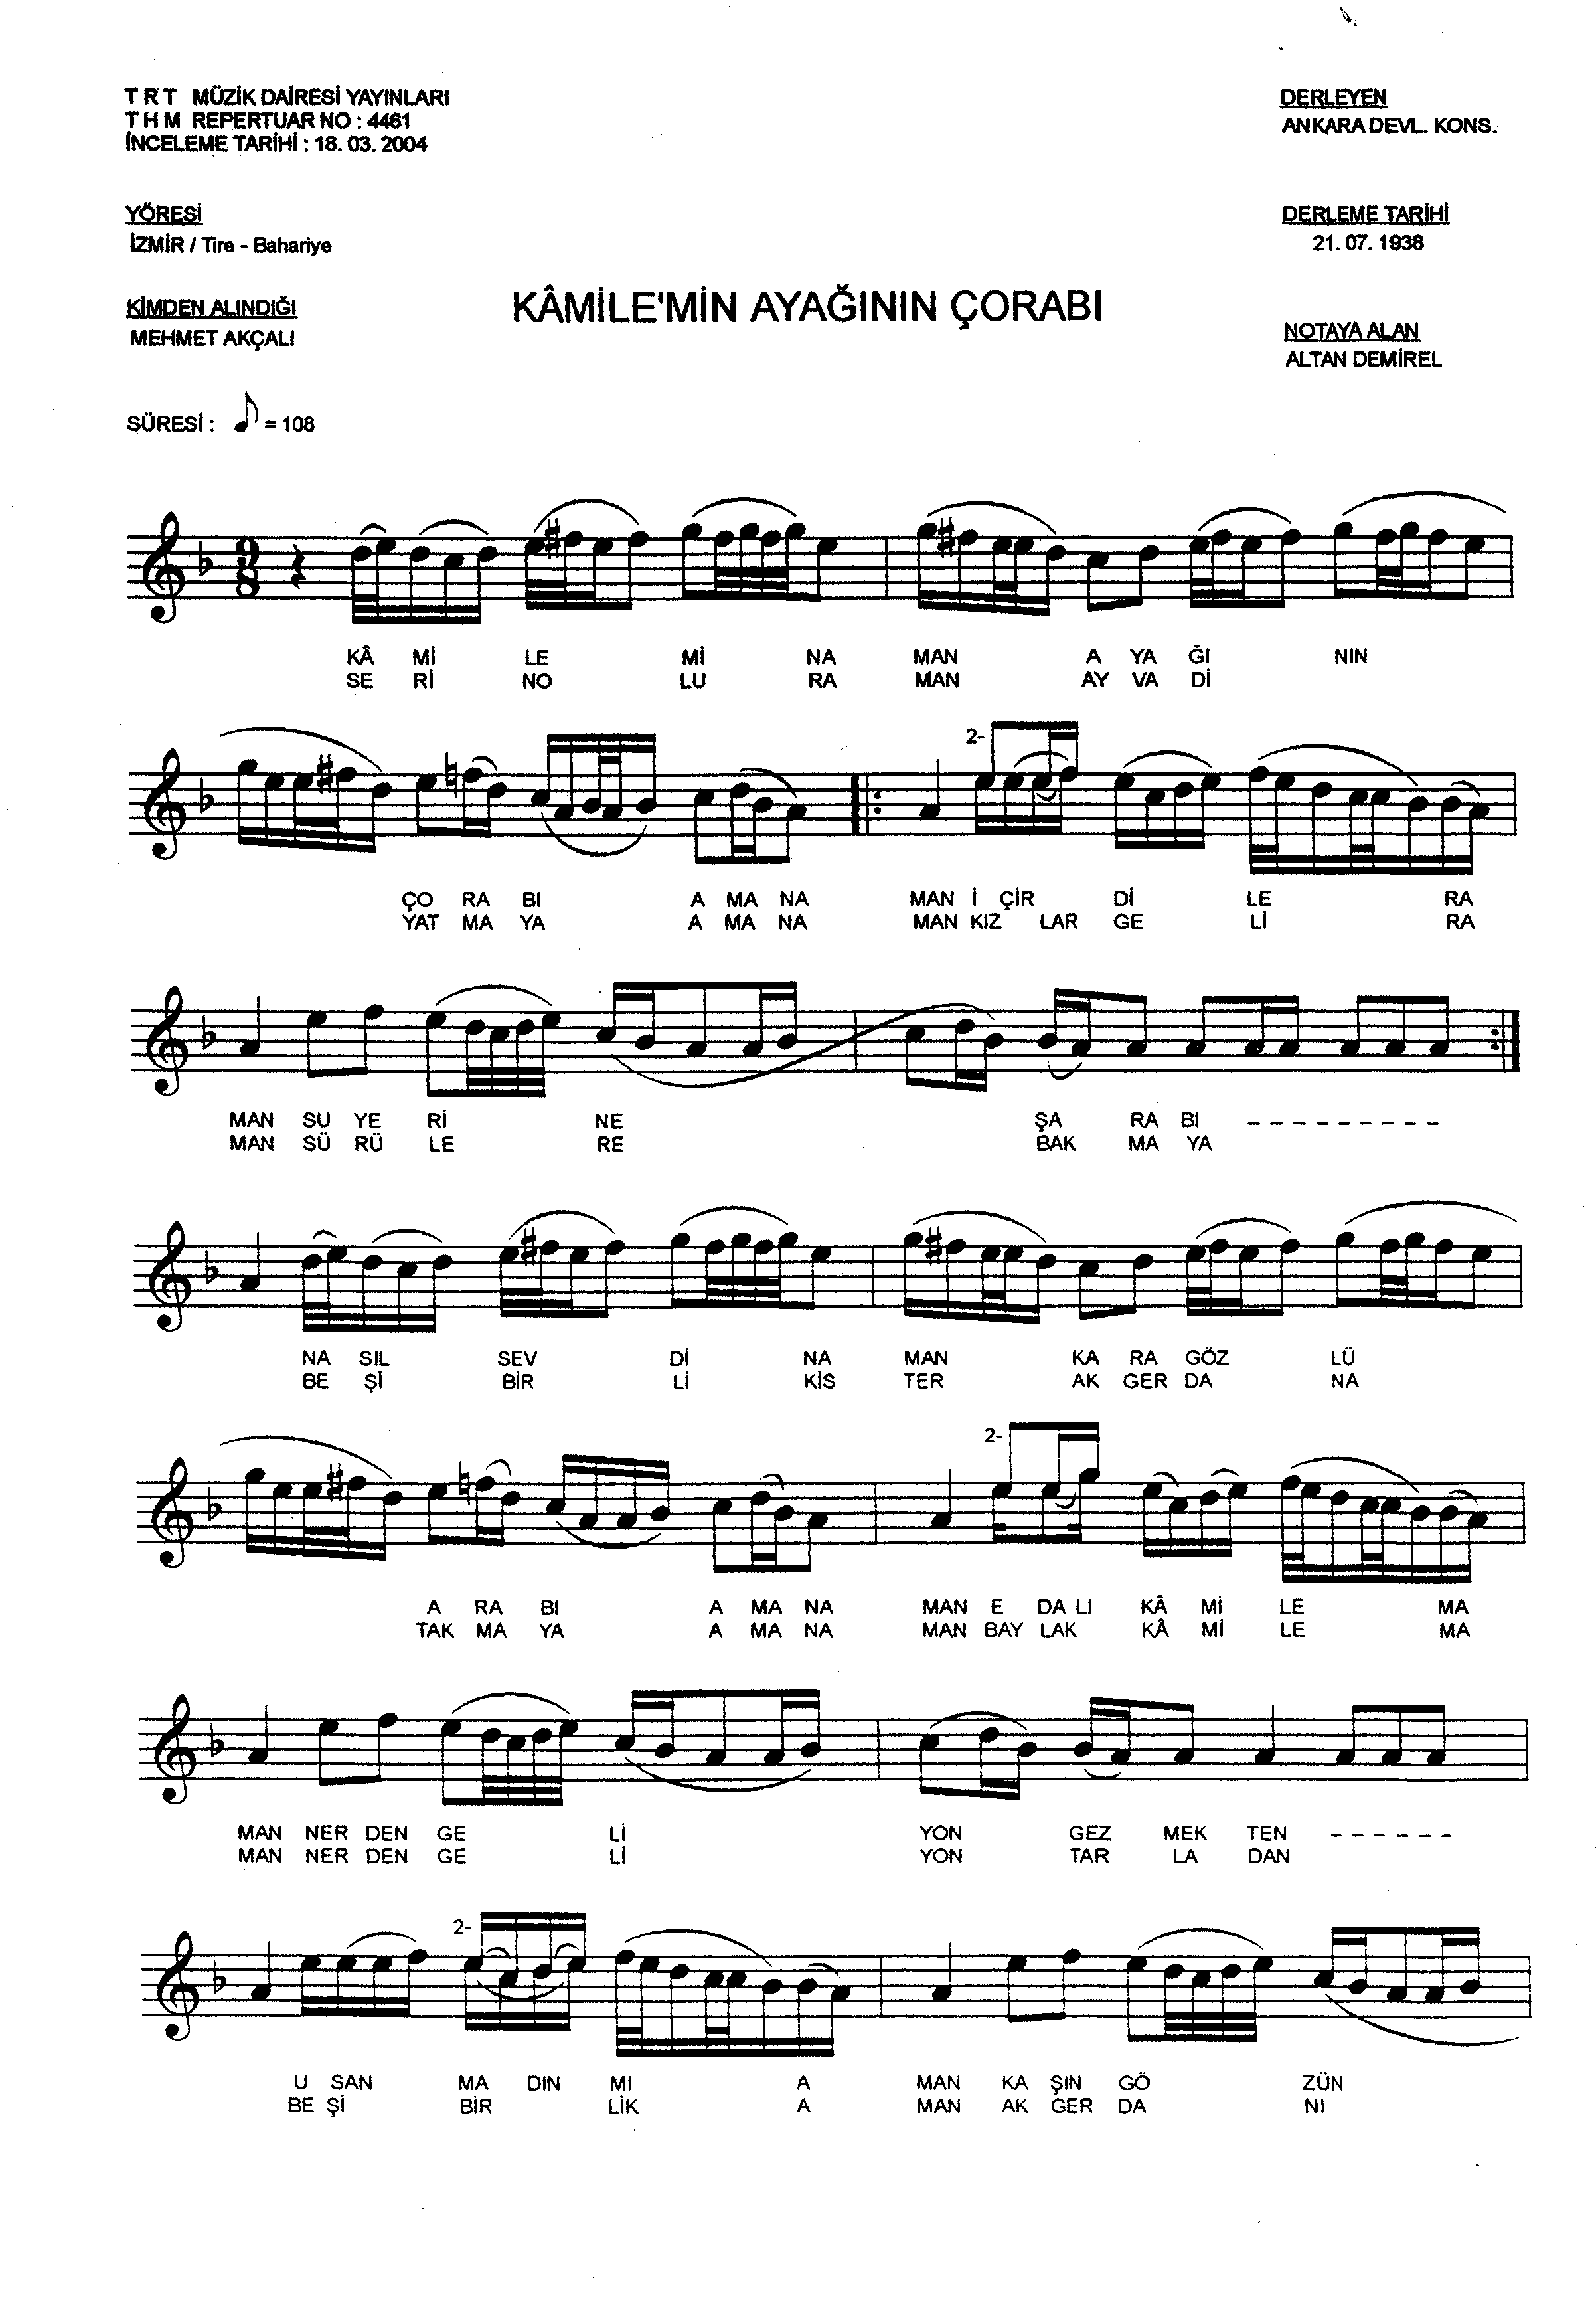 T R T MÜZİK DAİRESİ YAYINLARI
T H M REPERTUAR NO : 4461
İNCELEME TARİHİ : 18. 03. 2004
DERLEYEN
ANKARA DEVL. KONS.
YÖRESİ
İZMİR / Tire - Bahariye
DERLEME TARİHİ
21. 07. 1938
KİMDEN ALINDIĞI
MEHMET AKÇALI
KÂMİLE'MİN AYAĞININ ÇORABI
NOTAYA ALAN
ALTAN DEMİREL
SÜRESİ : ♪ = 108
9
8
KÂ Mİ LE Mİ NA MAN A YA ĞI NIN
SE Rİ NO LU RA MAN AY VA Dİ
2-
ÇO RA BI A MA NA MAN İ ÇİR Dİ LE RA
YAT MA YA A MA NA MAN KIZ LAR GE Lİ RA
MAN SU YE Rİ NE ŞA RA BI - - - - - - - - -
MAN SÜ RÜ LE RE BAK MA YA
NA SIL SEV Dİ NA MAN KA RA GÖZ LÜ
BE Şİ BİR Lİ KİS TER AK GER DA NA
2-
A RA BI A MA NA MAN E DA LI KÂ Mİ LE MA
TAK MA YA A MA NA MAN BAY LAK KÂ Mİ LE MA
MAN NER DEN GE Lİ YON GEZ MEK TEN - - - - - -
MAN NER DEN GE Lİ YON TAR LA DAN
2-
U SAN MA DIN MI A MAN KA ŞIN GÖ ZÜN
BE Şİ BİR LİK A MAN AK GER DA NI